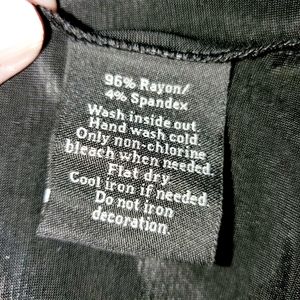 96% Rayon/
4% Spandex
Wash inside out.
Hand wash cold.
Only non-chlorine
bleach when needed.
Flat dry.
Cool iron if needed.
Do not iron
decoration.